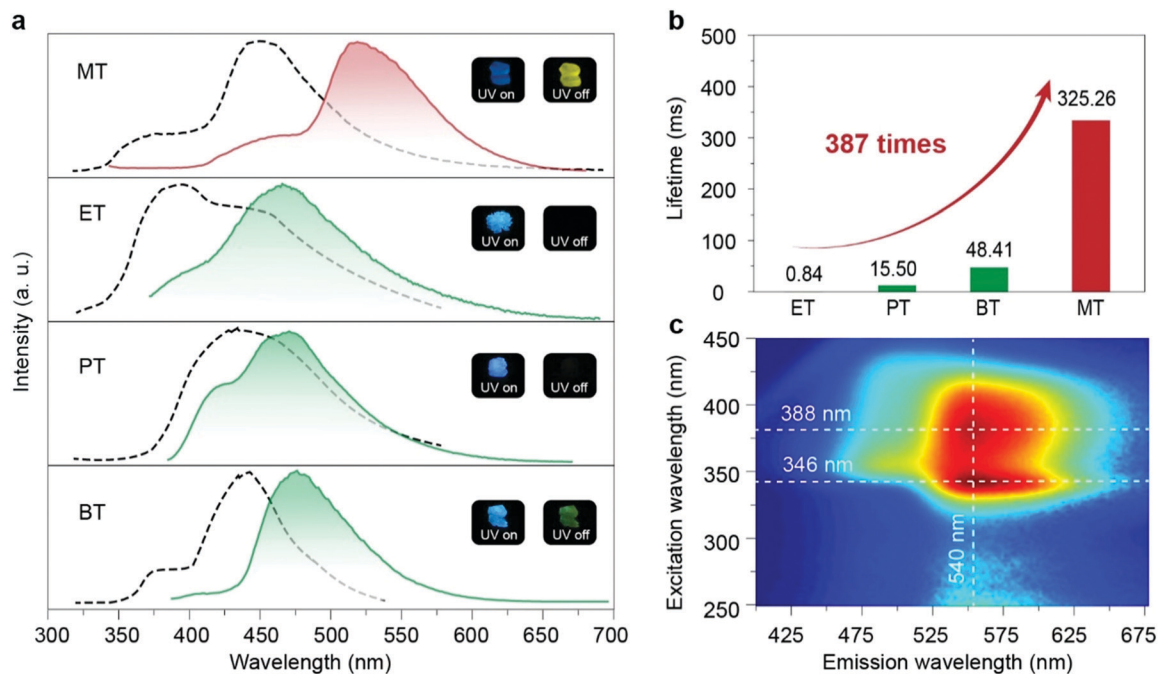 a
Intensity (a. u.)
MT
UV on
UV off
ET
UV on
UV off
PT
UV on
UV off
BT
UV on
UV off
300 350 400 450 500 550 600 650 700
Wavelength (nm)
b
Lifetime (ms)
500
400
300
200
100
0
387 times
0.84
15.50
48.41
325.26
ET PT BT MT
c
Excitation wavelength (nm)
450
400
350
300
250
388 nm
346 nm
540 nm
425 475 525 575 625 675
Emission wavelength (nm)